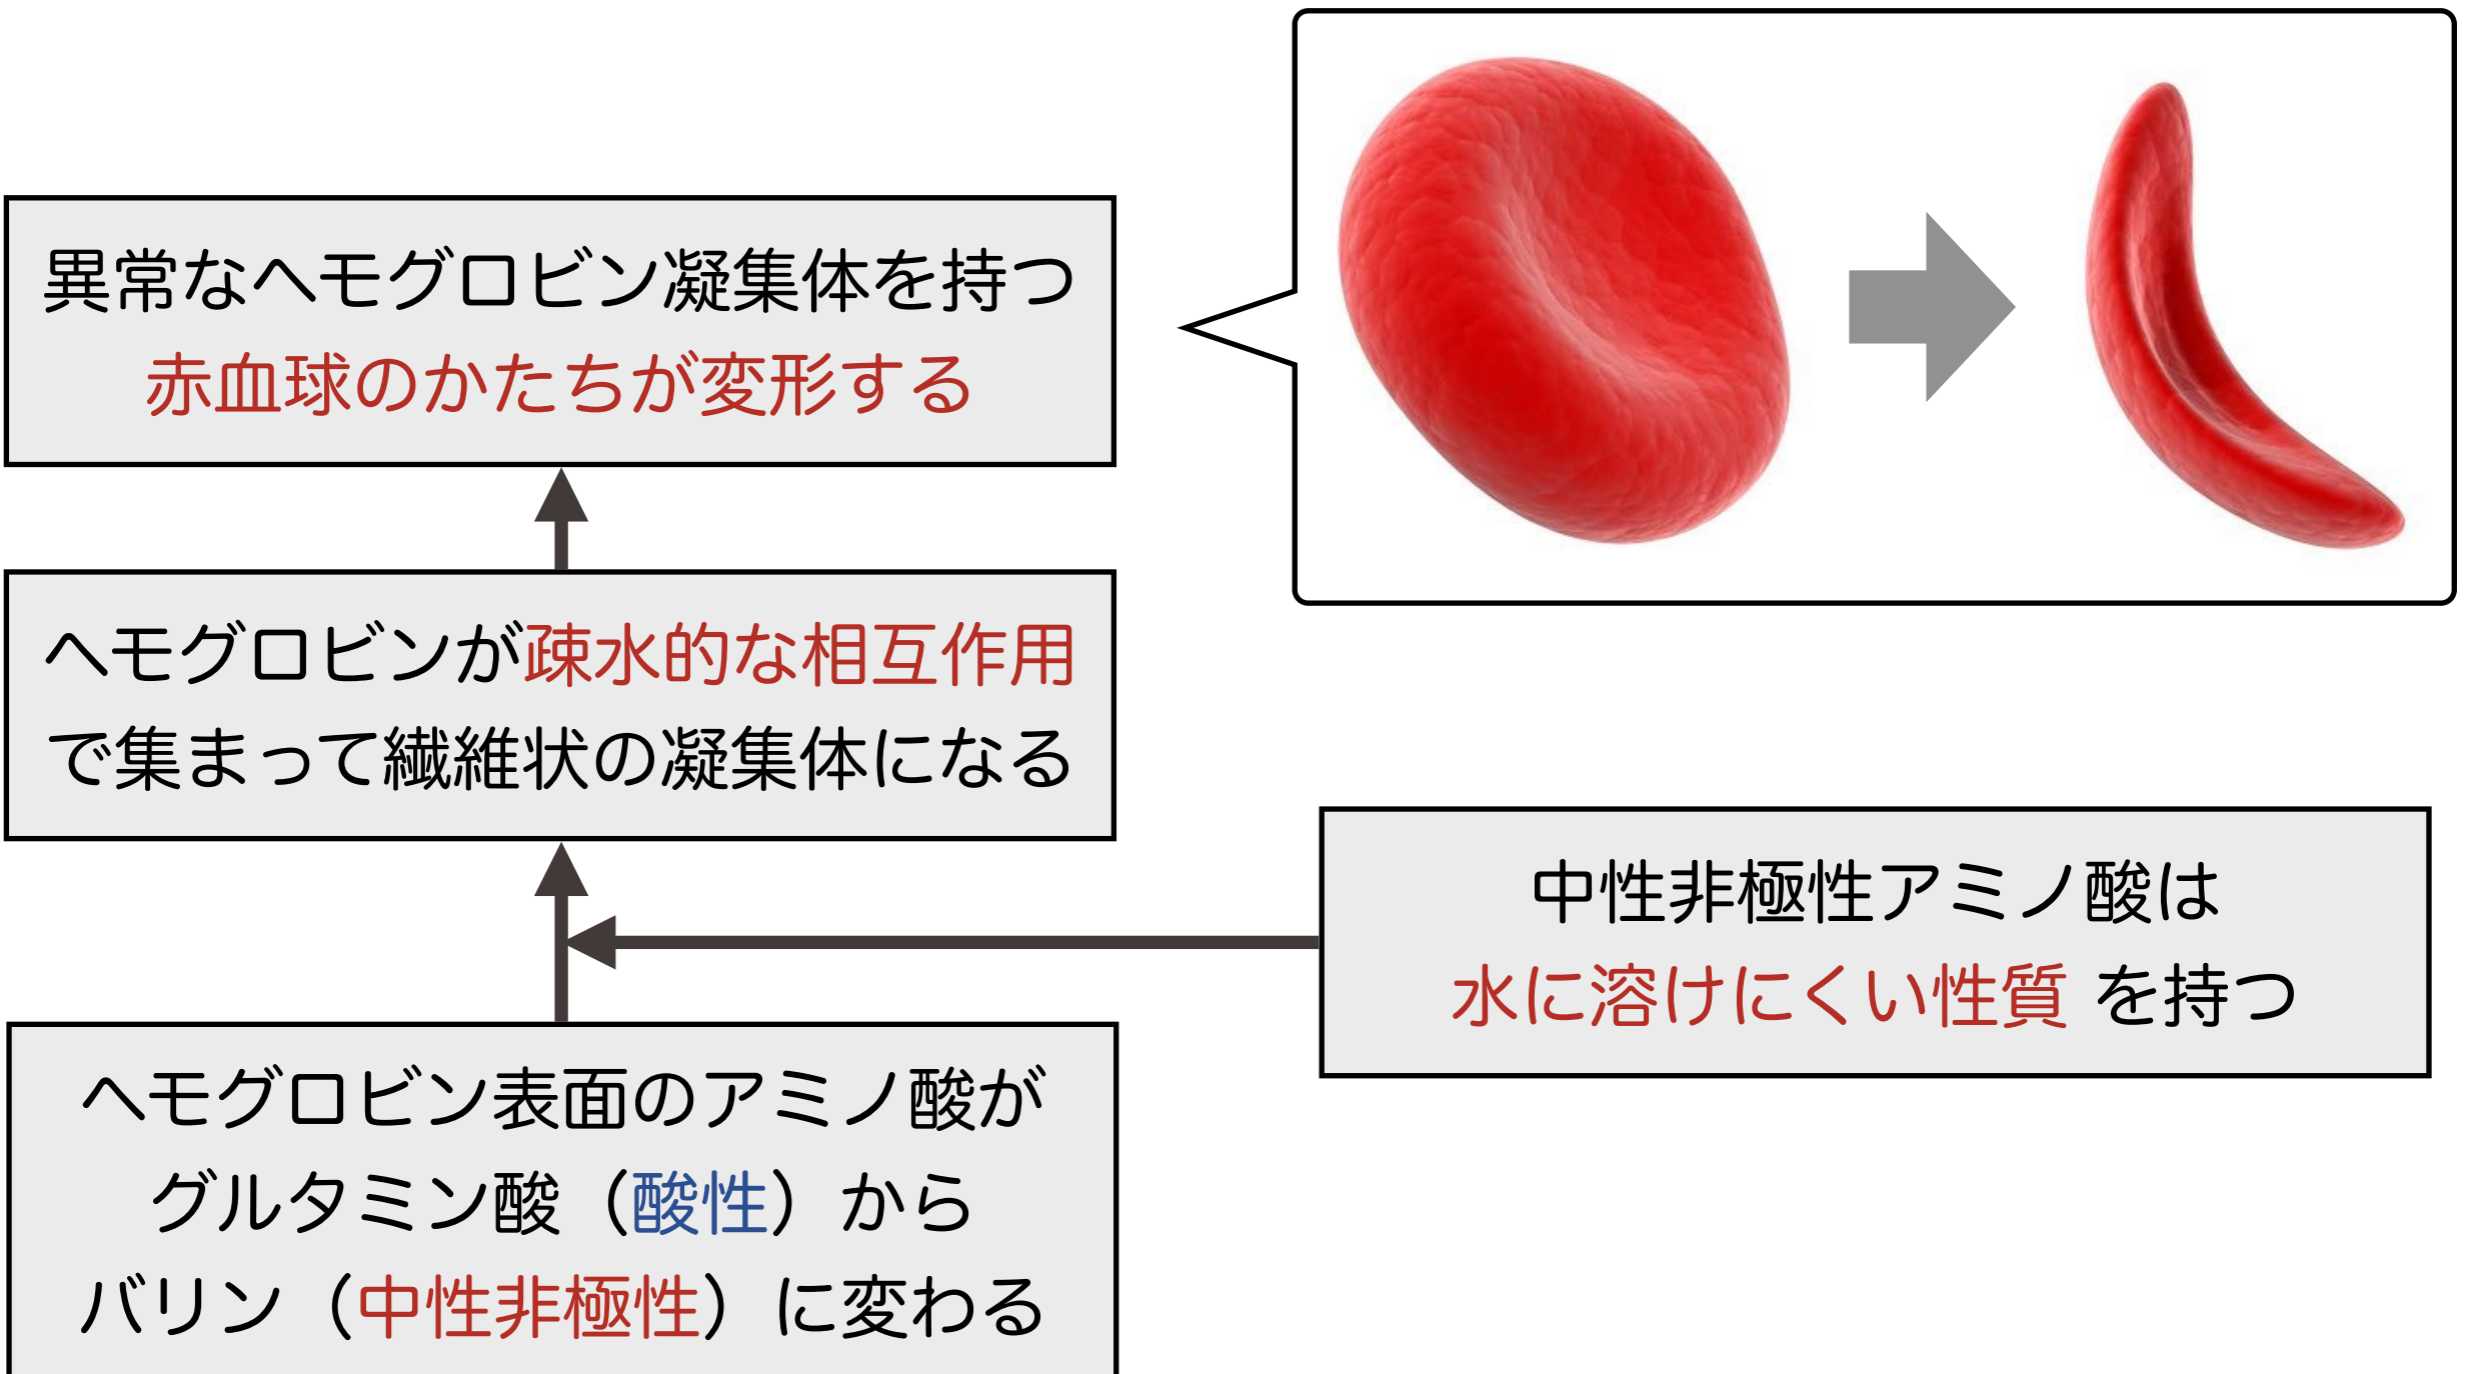 異常なヘモグロビン凝集体を持つ
赤血球のかたちが変形する
ヘモグロビンが疎水的な相互作用
で集まって繊維状の凝集体になる
中性非極性アミノ酸は
水に溶けにくい性質 を持つ
ヘモグロビン表面のアミノ酸が
グルタミン酸（酸性）から
バリン（中性非極性）に変わる